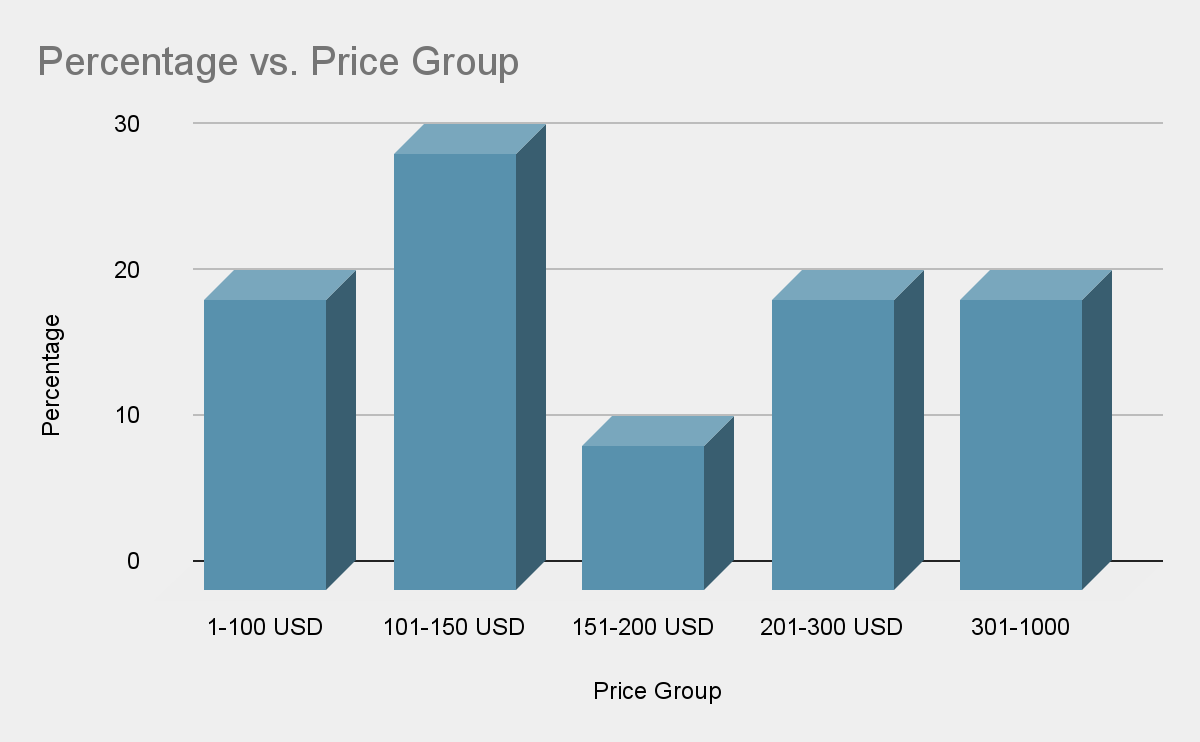 Percentage vs. Price Group
30
20
10
0
Percentage
1-100 USD
101-150 USD
151-200 USD
201-300 USD
301-1000
Price Group